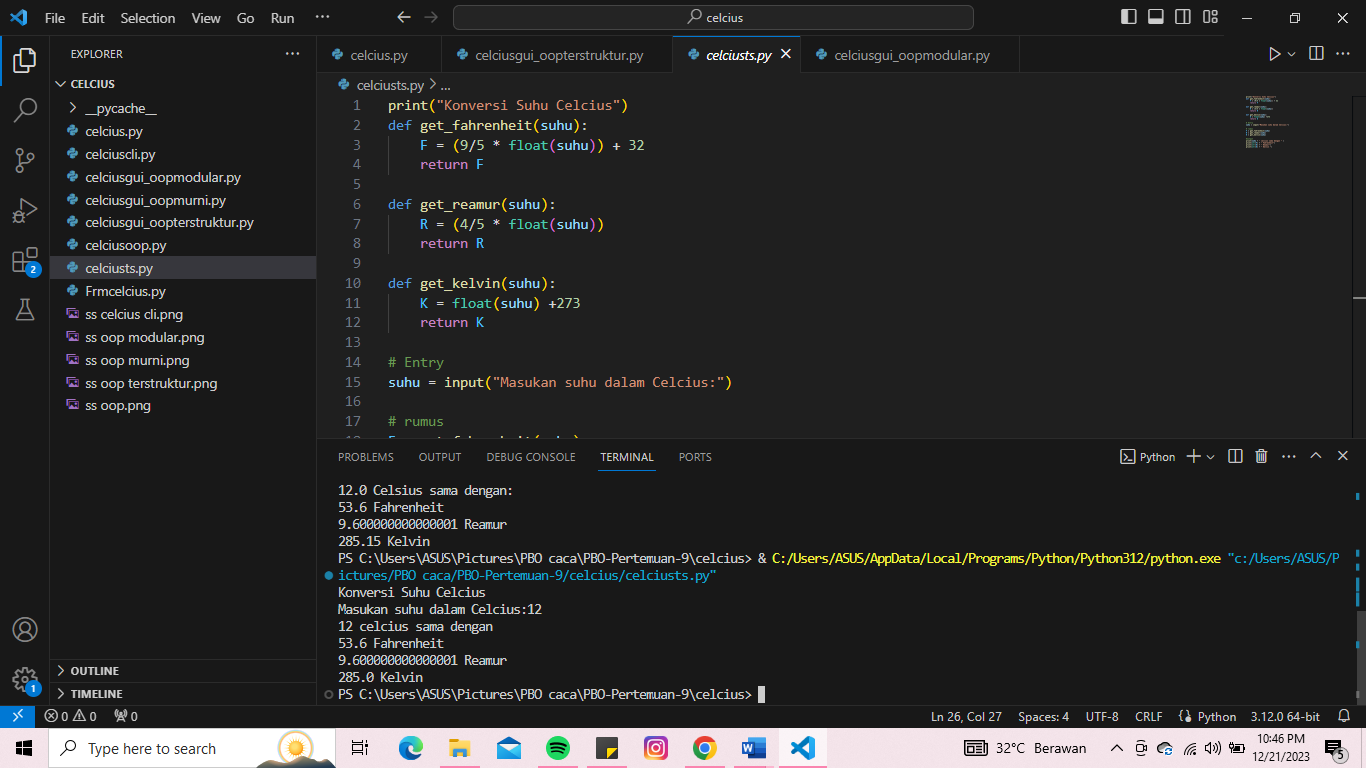 File Edit Selection View Go Run ···
celcius
EXPLORER
CELCIUS
__pycache__
celcius.py
celciuscli.py
celciusgui_oopmodular.py
celciusgui_oopmurni.py
celciusgui_oopterstruktur.py
celciusoop.py
celciusts.py
Frmcelcius.py
ss celcius cli.png
ss oop modular.png
ss oop murni.png
ss oop terstruktur.png
ss oop.png
OUTLINE
TIMELINE
2
1
celcius.py celciusgui_oopterstruktur.py celciusts.py celciusgui_oopmodular.py
celciusts.py > ...
1 print("Konversi Suhu Celcius")
2 def get_fahrenheit(suhu):
3     F = (9/5 * float(suhu)) + 32
4     return F
5
6 def get_reamur(suhu):
7     R = (4/5 * float(suhu))
8     return R
9
10 def get_kelvin(suhu):
11     K = float(suhu) +273
12     return K
13
14 # Entry
15 suhu = input("Masukan suhu dalam Celcius:")
16
17 # rumus
PROBLEMS OUTPUT DEBUG CONSOLE TERMINAL PORTS Python
12.0 Celsius sama dengan:
53.6 Fahrenheit
9.600000000000001 Reamur
285.15 Kelvin
PS C:\Users\ASUS\Pictures\PBO caca\PBO-Pertemuan-9\celcius> & C:/Users/ASUS/AppData/Local/Programs/Python/Python312/python.exe "c:/Users/ASUS/P
ictures/PBO caca/PBO-Pertemuan-9/celcius/celciusts.py"
Konversi Suhu Celcius
Masukan suhu dalam Celcius:12
12 celcius sama dengan
53.6 Fahrenheit
9.600000000000001 Reamur
285.0 Kelvin
PS C:\Users\ASUS\Pictures\PBO caca\PBO-Pertemuan-9\celcius>
0 0 0 Ln 26, Col 27 Spaces: 4 UTF-8 CRLF Python 3.12.0 64-bit
Type here to search
32°C Berawan
10:46 PM
12/21/2023
5